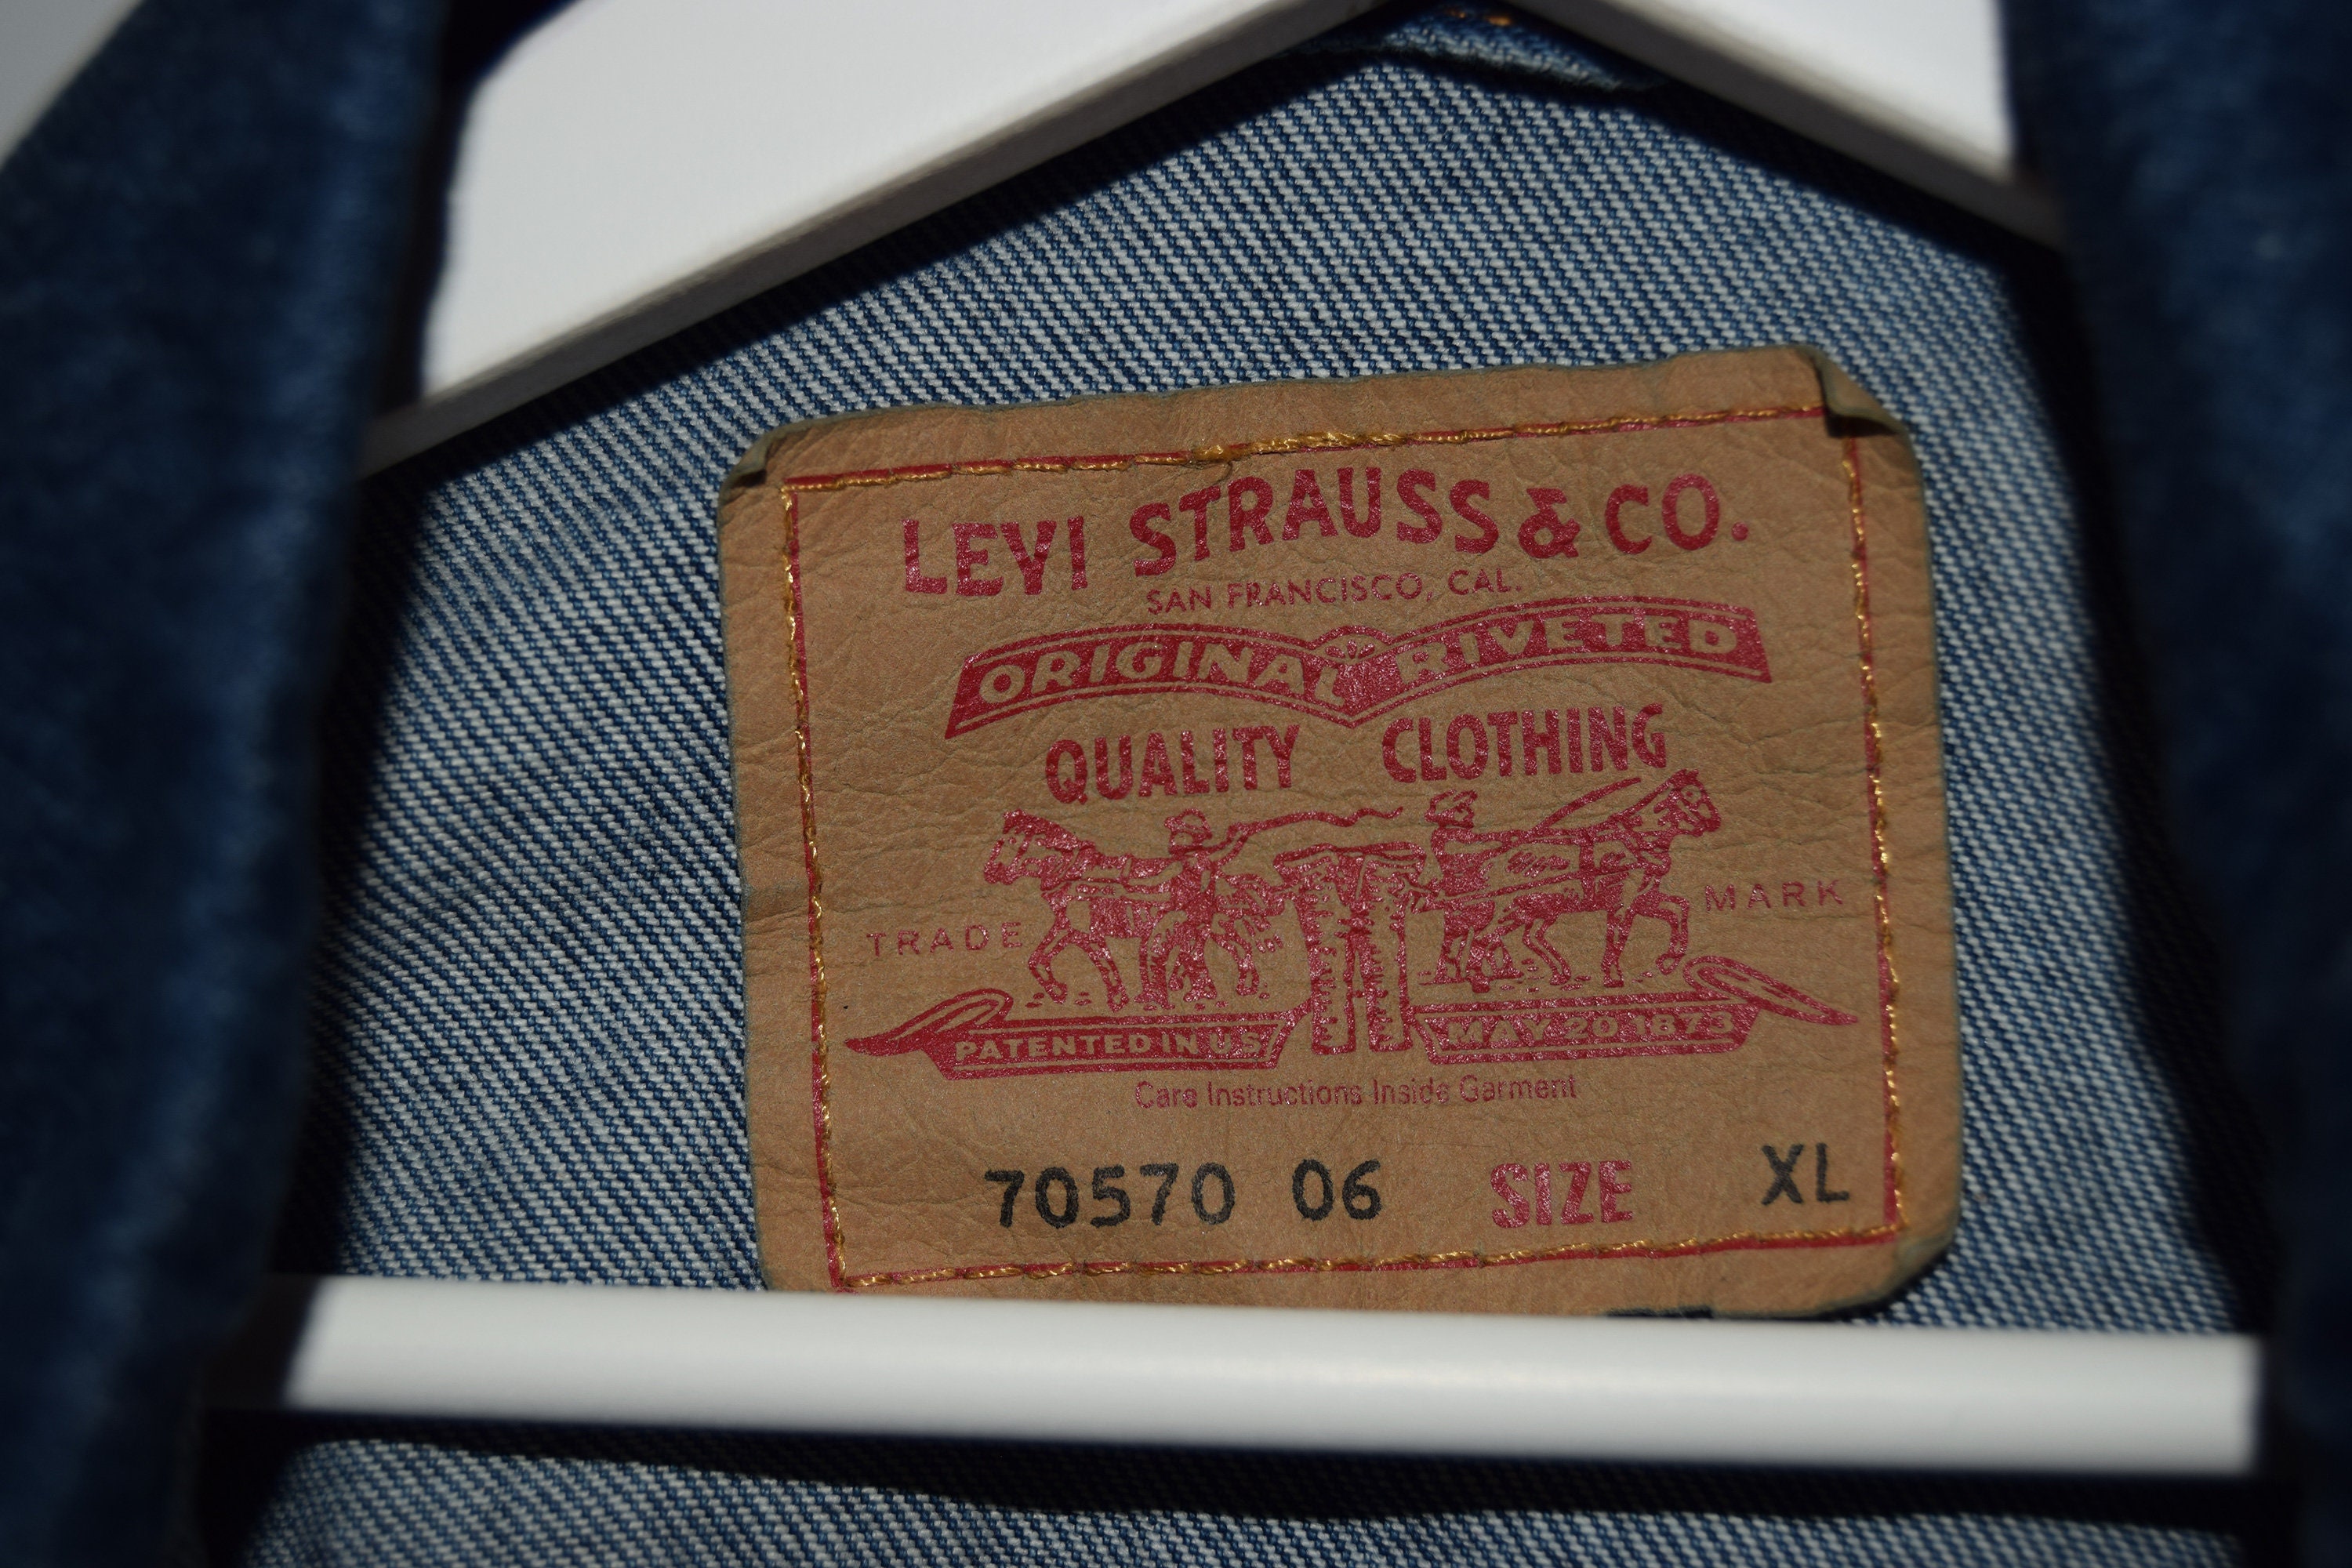 LEVI STRAUSS & CO.
SAN FRANCISCO, CAL.
ORIGINAL RIVETED
QUALITY CLOTHING
TRADE MARK
PATENTED IN US MAY 20 1873
Care Instructions Inside Garment
70570 06 SIZE XL